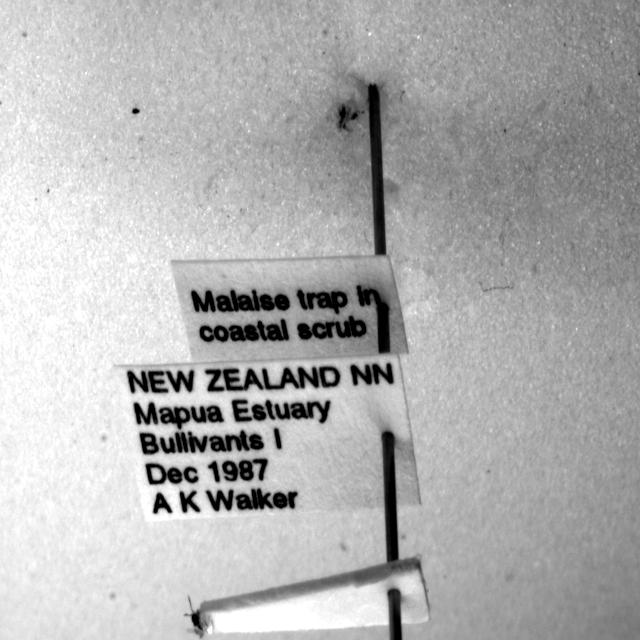 Malaise trap in
coastal scrub
NEW ZEALAND NN
Mapua Estuary
Bullivants I
Dec 1987
A K Walker